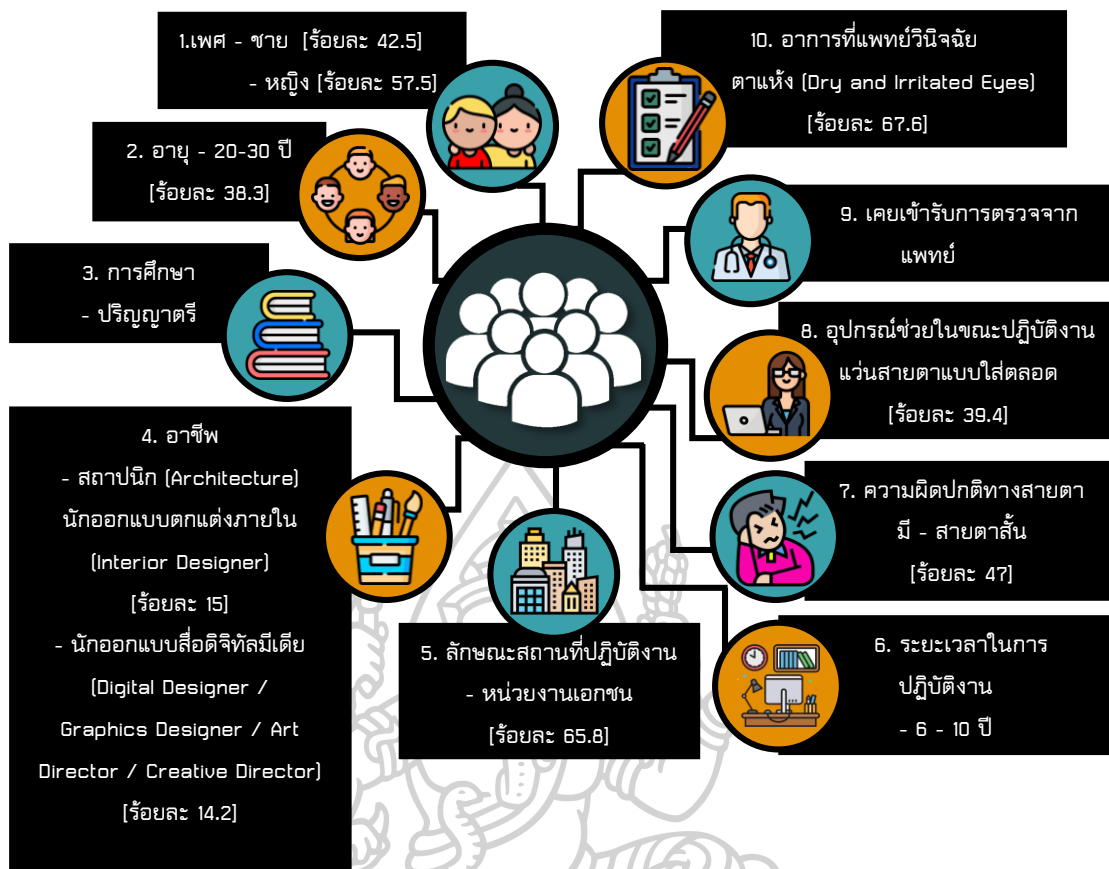 1.เพศ - ชาย [ร้อยละ 42.5]
- หญิง [ร้อยละ 57.5]
2. อายุ - 20-30 ปี
[ร้อยละ 38.3]
3. การศึกษา
- ปริญญาตรี
4. อาชีพ
- สถาปนิก (Architecture)
นักออกแบบตกแต่งภายใน
(Interior Designer)
[ร้อยละ 15]
- นักออกแบบสื่อดิจิทัลมีเดีย
(Digital Designer /
Graphics Designer / Art
Director / Creative Director)
[ร้อยละ 14.2]
5. ลักษณะสถานที่ปฏิบัติงาน
- หน่วยงานเอกชน
[ร้อยละ 65.8]
6. ระยะเวลาในการ
ปฏิบัติงาน
- 6 - 10 ปี
7. ความผิดปกติทางสายตา
มี - สายตาสั้น
[ร้อยละ 47]
8. อุปกรณ์ช่วยในขณะปฏิบัติงาน
แว่นสายตาแบบใส่ตลอด
[ร้อยละ 39.4]
9. เคยเข้ารับการตรวจจาก
แพทย์
10. อาการที่แพทย์วินิจฉัย
ตาแห้ง (Dry and Irritated Eyes)
[ร้อยละ 67.6]